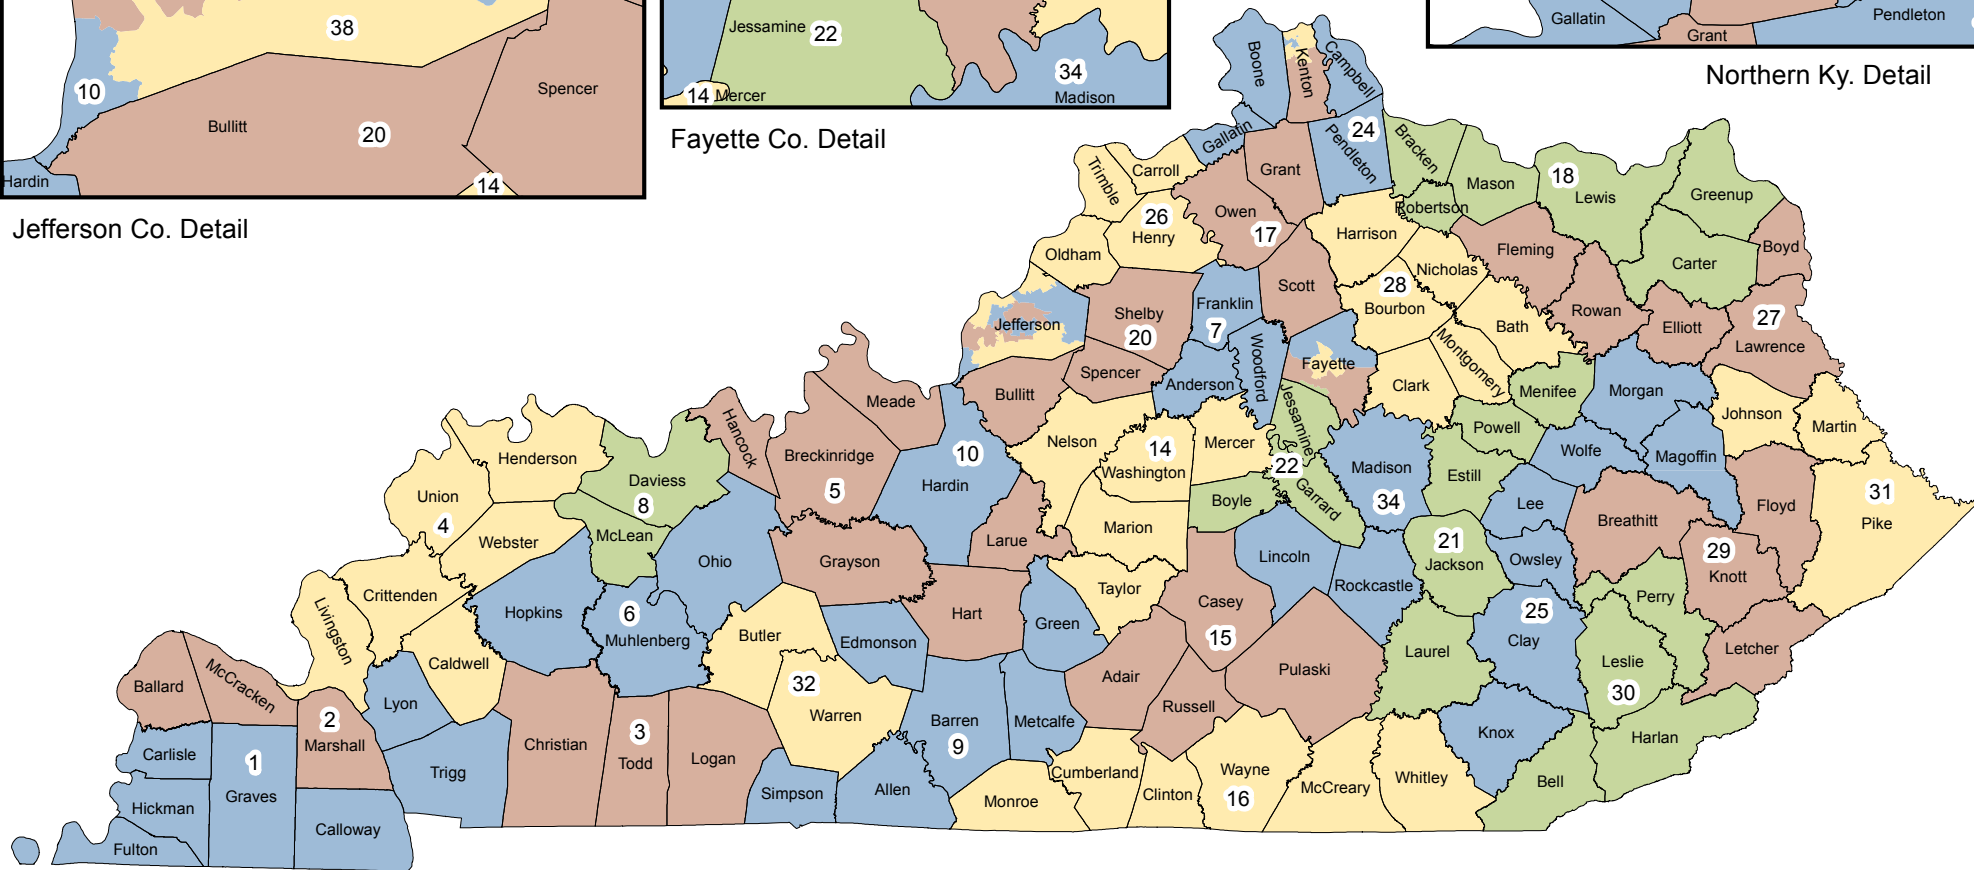 38
10
Bullitt
20
Spencer
Hardin
14
Jefferson Co. Detail
Jessamine
22
34
Madison
14
Mercer
Fayette Co. Detail
Gallatin
Grant
Pendleton
Northern Ky. Detail
Boone
Kenton
Campbell
Gallatin
Pendleton
24
Bracken
Trimble
Carroll
Grant
Mason
18
Lewis
Greenup
Robertson
26
Henry
Owen
17
Harrison
Fleming
Boyd
Oldham
Nicholas
Carter
Scott
28
Bourbon
Franklin
7
Jefferson
Shelby
20
Bath
Rowan
Elliott
27
Lawrence
Woodford
Fayette
Montgomery
Spencer
Anderson
Clark
Menifee
Morgan
Bullitt
Meade
Jessamine
Johnson
Martin
Hancock
Nelson
14
Washington
Mercer
Powell
Wolfe
Magoffin
Henderson
Daviess
8
Breckinridge
5
10
Hardin
22
Madison
34
Estill
Union
4
Boyle
Garrard
Lee
Breathitt
Floyd
31
Pike
Webster
McLean
Marion
Larue
21
Jackson
29
Knott
Ohio
Grayson
Lincoln
Owsley
Crittenden
Taylor
Rockcastle
Livingston
Hopkins
6
Muhlenberg
Hart
Casey
15
Perry
25
Clay
Butler
Edmonson
Green
Ballard
McCracken
Caldwell
Adair
Pulaski
Laurel
Leslie
30
Letcher
Lyon
32
Warren
Russell
2
Marshall
Christian
3
Todd
Logan
Barren
9
Metcalfe
Knox
Harlan
Carlisle
1
Graves
Trigg
Simpson
Allen
Monroe
Cumberland
Clinton
Wayne
16
McCreary
Whitley
Bell
Hickman
Calloway
Fulton